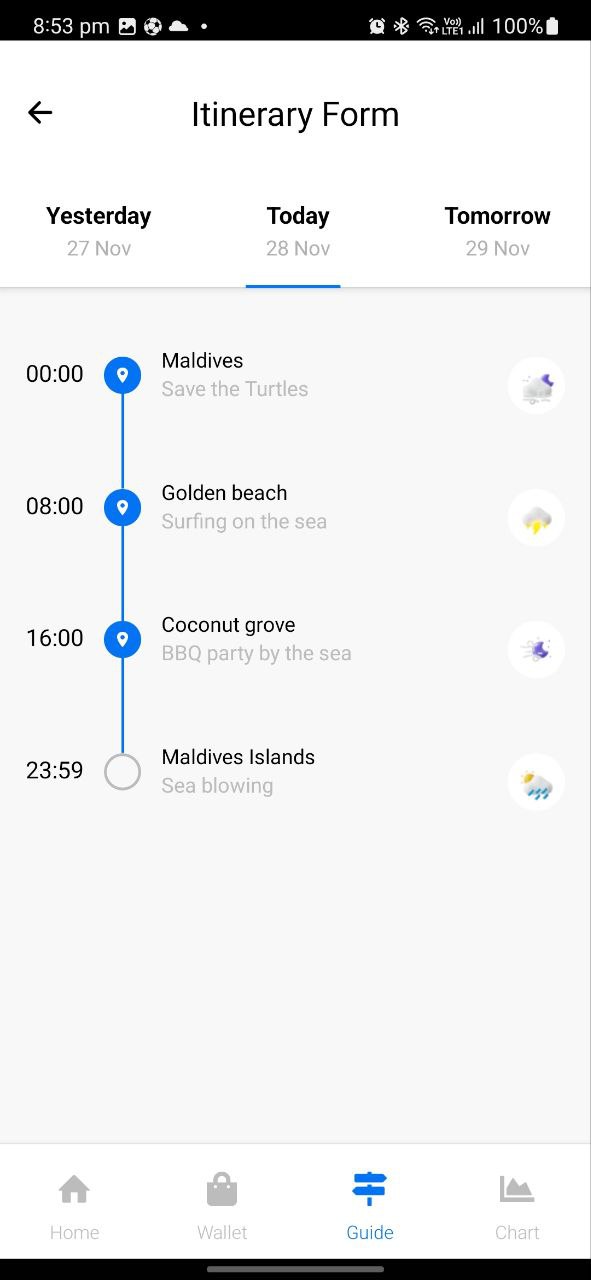 8:53 pm
Vo)) LTE1 100%
Itinerary Form
Yesterday Today Tomorrow
27 Nov 28 Nov 29 Nov
00:00 Maldives
Save the Turtles
08:00 Golden beach
Surfing on the sea
16:00 Coconut grove
BBQ party by the sea
23:59 Maldives Islands
Sea blowing
Home Wallet Guide Chart